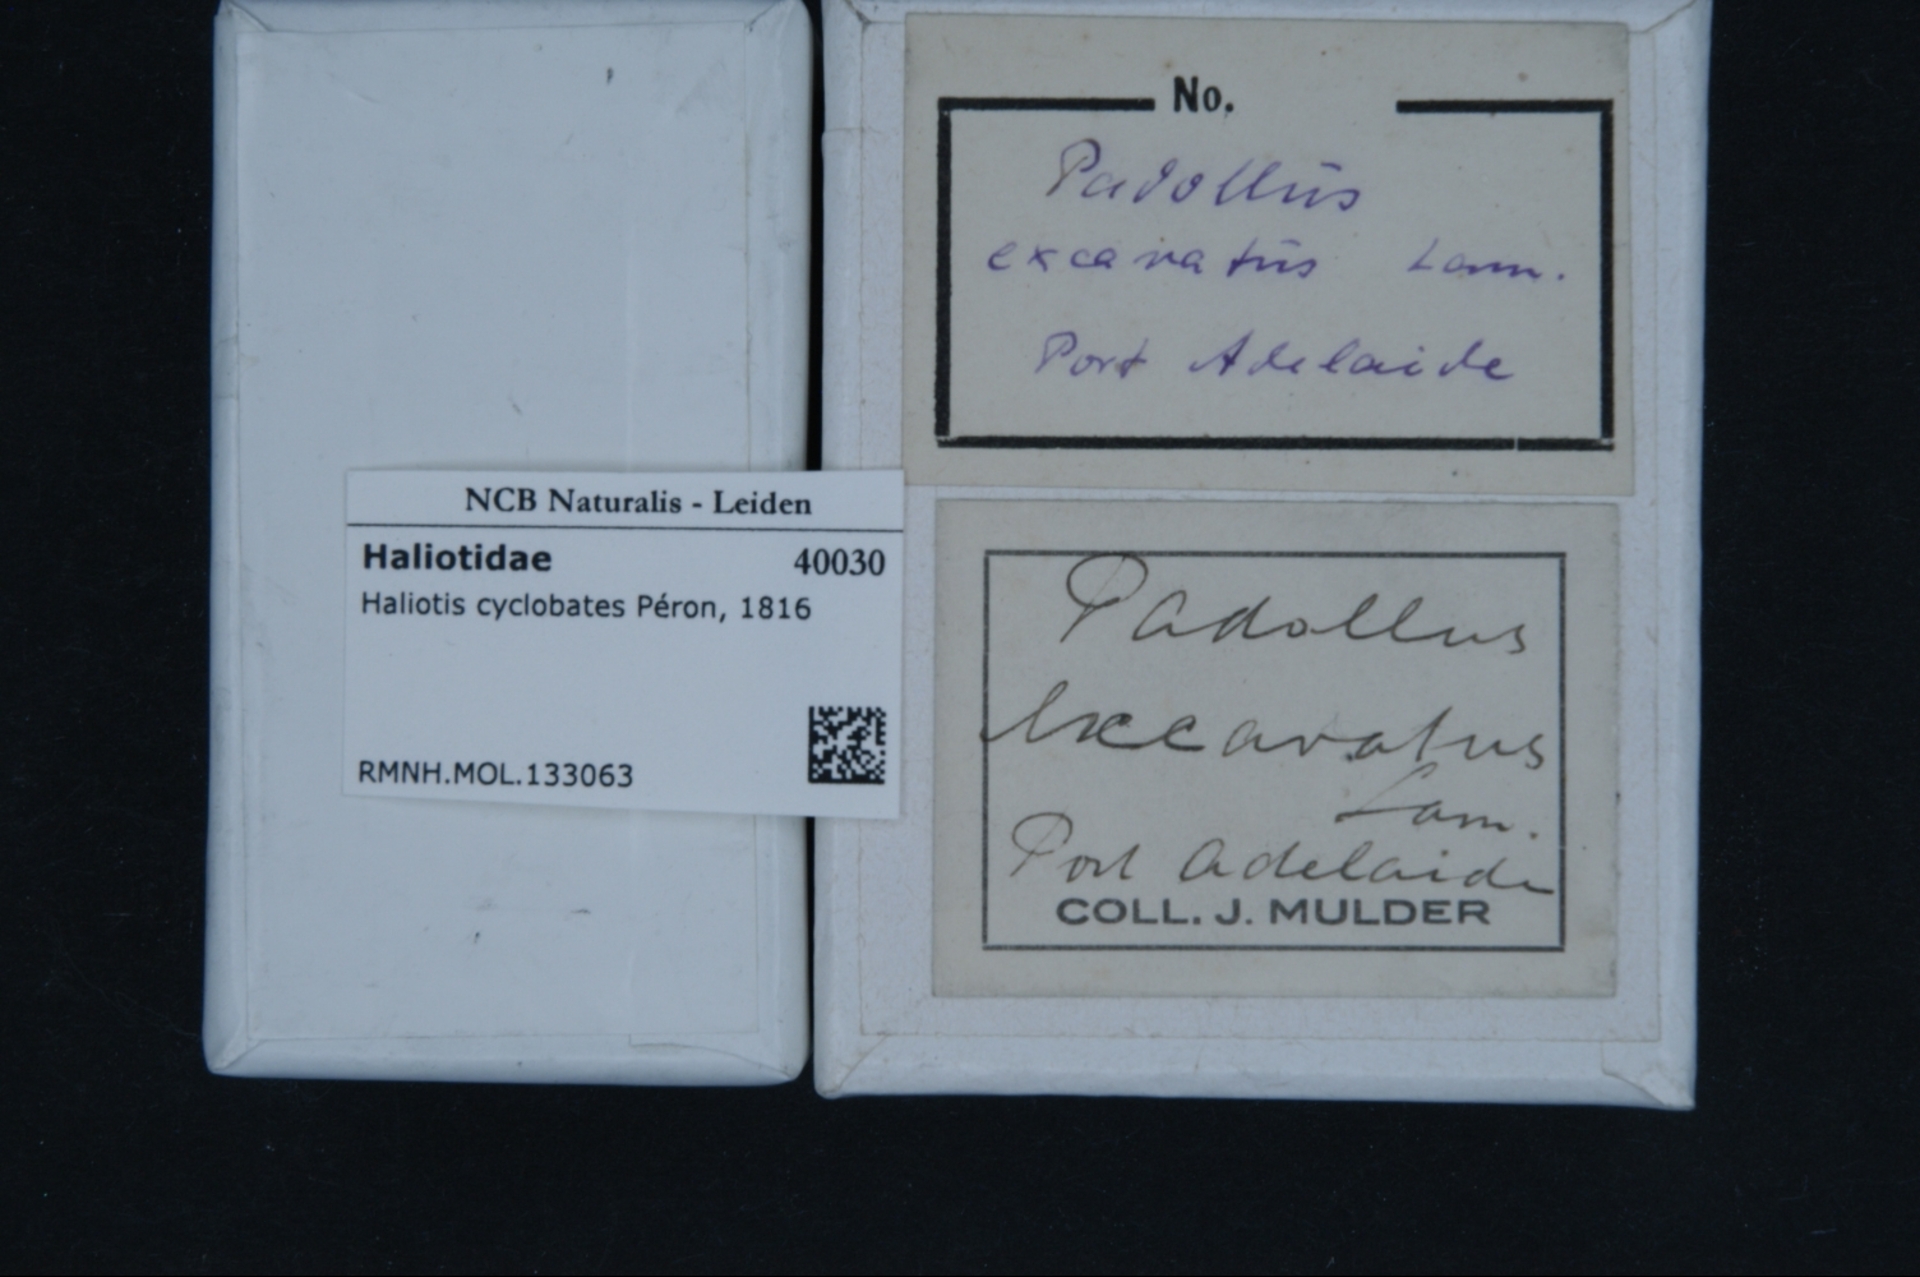 No.
Padollus
excavatus Lam.
Port Adelaide
NCB Naturalis - Leiden
Haliotidae 40030
Haliotis cyclobates Péron, 1816
RMNH.MOL.133063
Padollus
Excavatus
Lam.
Port Adelaide
COLL. J. MULDER